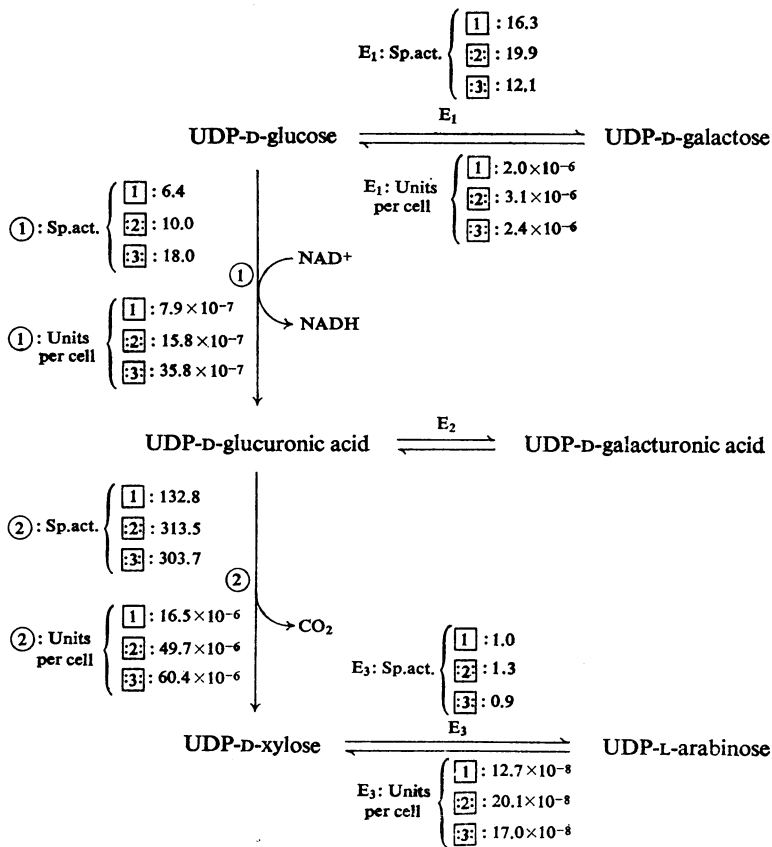 1 : 16.3
E₁: Sp.act. :2: : 19.9
:3: : 12.1
E₁
UDP-D-glucose UDP-D-galactose
1 : 2.0×10⁻⁶
E₁: Units per cell :2: : 3.1×10⁻⁶
:3: : 2.4×10⁻⁶
1 : 6.4
①: Sp.act. :2: : 10.0
:3: : 18.0
① NAD+
NADH
1 : 7.9×10⁻⁷
①: Units per cell :2: : 15.8×10⁻⁷
:3: : 35.8×10⁻⁷
E₂
UDP-D-glucuronic acid UDP-D-galacturonic acid
1 : 132.8
②: Sp.act. :2: : 313.5
:3: : 303.7
②
CO₂
1 : 16.5×10⁻⁶
②: Units per cell :2: : 49.7×10⁻⁶
:3: : 60.4×10⁻⁶
1 : 1.0
E₃: Sp.act. :2: : 1.3
:3: : 0.9
E₃
UDP-D-xylose UDP-L-arabinose
1 : 12.7×10⁻⁸
E₃: Units per cell :2: : 20.1×10⁻⁸
:3: : 17.0×10⁻⁸